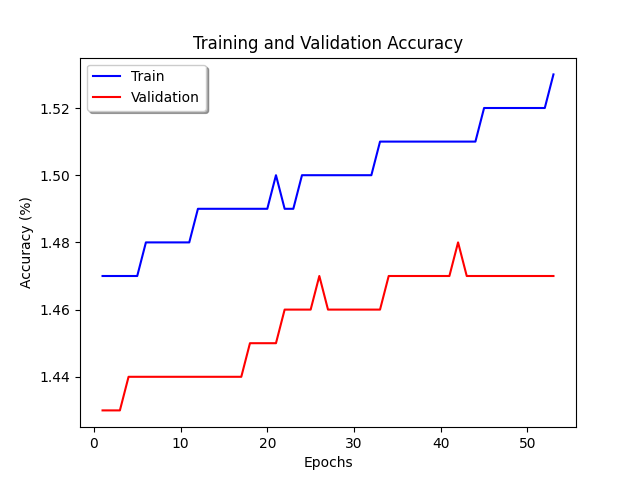 Training and Validation Accuracy
Train
Validation
1.52
1.50
1.48
1.46
1.44
Accuracy (%)
0 10 20 30 40 50
Epochs